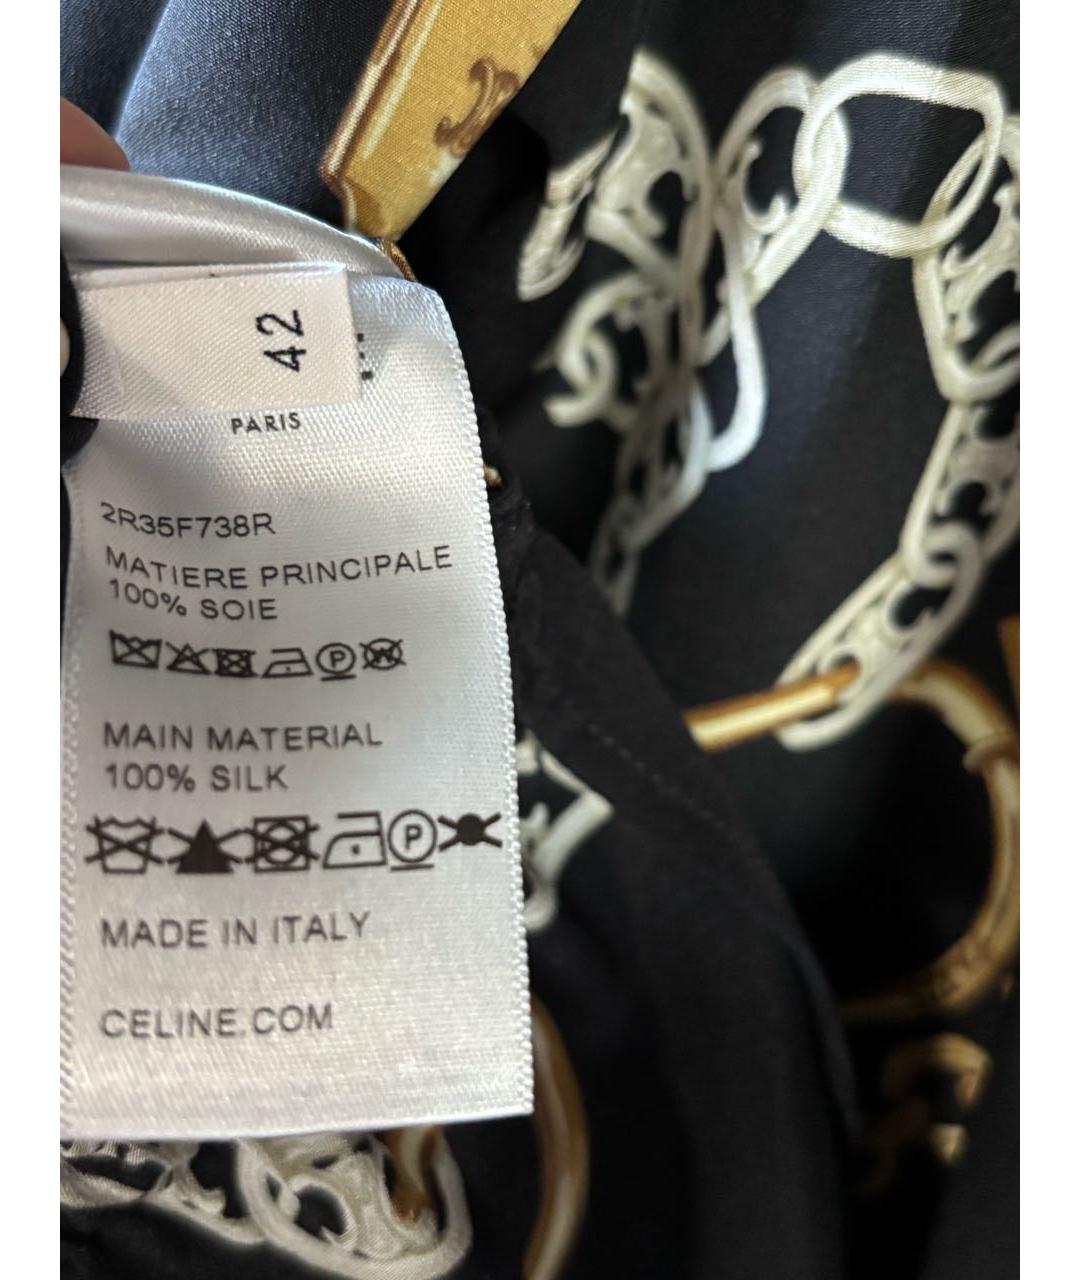 42
PARIS
2R35F738R
MATIERE PRINCIPALE
100% SOIE
P W
MAIN MATERIAL
100% SILK
P
MADE IN ITALY
CELINE.COM